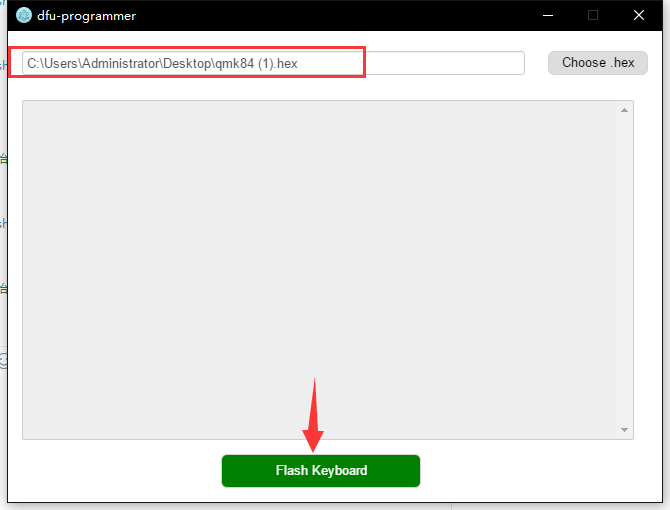 dfu-programmer
C:\Users\Administrator\Desktop\qmk84 (1).hex
Choose .hex
Flash Keyboard